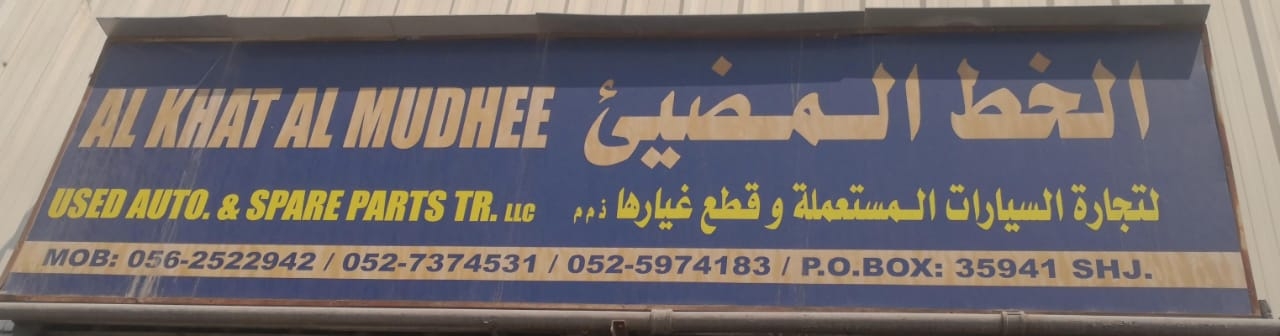 AL KHAT AL MUDHEE الخط المضيئ
USED AUTO. & SPARE PARTS TR. LLC لتجارة السيارات المستعملة و قطع غيارها ذ م م
MOB: 056-2522942 / 052-7374531 / 052-5974183 / P.O.BOX: 35941 SHJ.